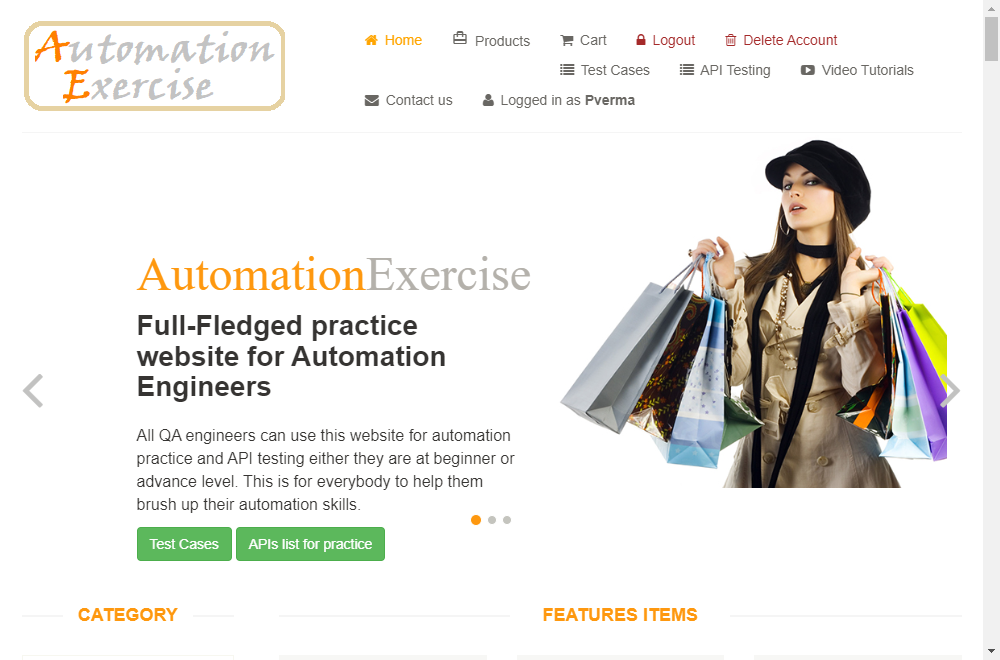 Automation
Exercise
Home Products Cart Logout Delete Account
Test Cases API Testing Video Tutorials
Contact us Logged in as Pverma
AutomationExercise
Full-Fledged practice
website for Automation
Engineers
All QA engineers can use this website for automation
practice and API testing either they are at beginner or
advance level. This is for everybody to help them
brush up their automation skills.
Test Cases APIs list for practice
CATEGORY FEATURES ITEMS